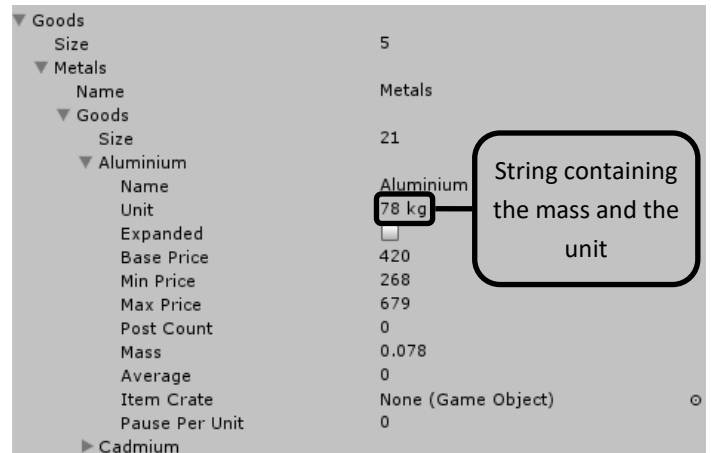 Goods
Size 5
Metals
Name Metals
Goods
Size 21
Aluminium
Name Aluminium
Unit 78 kg
Expanded
Base Price 420
Min Price 268
Max Price 679
Post Count 0
Mass 0.078
Average 0
Item Crate None (Game Object)
Pause Per Unit 0
Cadmium
String containing
the mass and the
unit